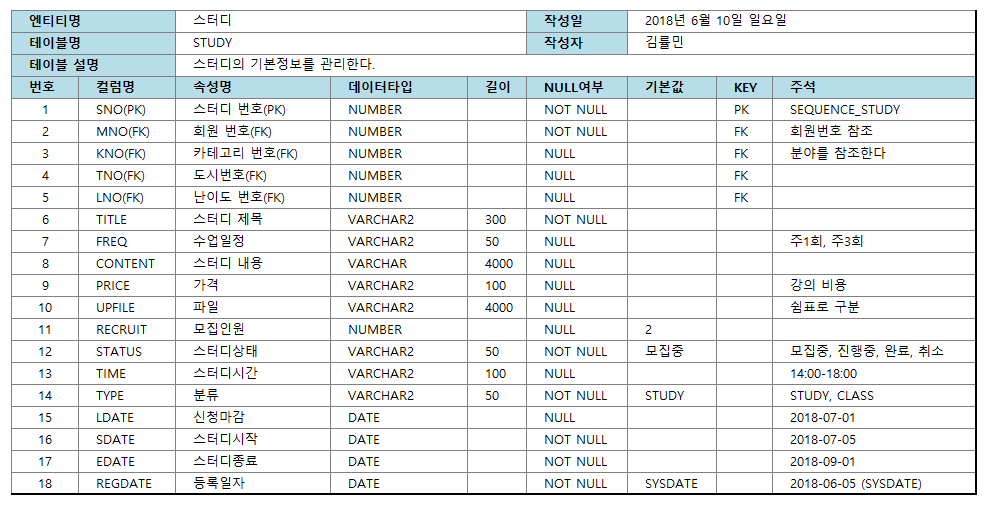 엔티티명 스터디 작성일 2018년 6월 10일 일요일
테이블명 STUDY 작성자 김률민
테이블 설명 스터디의 기본정보를 관리한다.
번호 컬럼명 속성명 데이터타입 길이 NULL여부 기본값 KEY 주석
1 SNO(PK) 스터디 번호(PK) NUMBER NOT NULL PK SEQUENCE_STUDY
2 MNO(FK) 회원 번호(FK) NUMBER NOT NULL FK 회원번호 참조
3 KNO(FK) 카테고리 번호(FK) NUMBER NULL FK 분야를 참조한다
4 TNO(FK) 도시번호(FK) NUMBER NULL FK
5 LNO(FK) 난이도 번호(FK) NUMBER NULL FK
6 TITLE 스터디 제목 VARCHAR2 300 NOT NULL
7 FREQ 수업일정 VARCHAR2 50 NULL 주1회, 주3회
8 CONTENT 스터디 내용 VARCHAR 4000 NULL
9 PRICE 가격 VARCHAR2 100 NULL 강의 비용
10 UPFILE 파일 VARCHAR2 4000 NULL 쉼표로 구분
11 RECRUIT 모집인원 NUMBER NULL 2
12 STATUS 스터디상태 VARCHAR2 50 NOT NULL 모집중 모집중, 진행중, 완료, 취소
13 TIME 스터디시간 VARCHAR2 100 NULL 14:00-18:00
14 TYPE 분류 VARCHAR2 50 NOT NULL STUDY STUDY, CLASS
15 LDATE 신청마감 DATE NULL 2018-07-01
16 SDATE 스터디시작 DATE NOT NULL 2018-07-05
17 EDATE 스터디종료 DATE NOT NULL 2018-09-01
18 REGDATE 등록일자 DATE NOT NULL SYSDATE 2018-06-05 (SYSDATE)